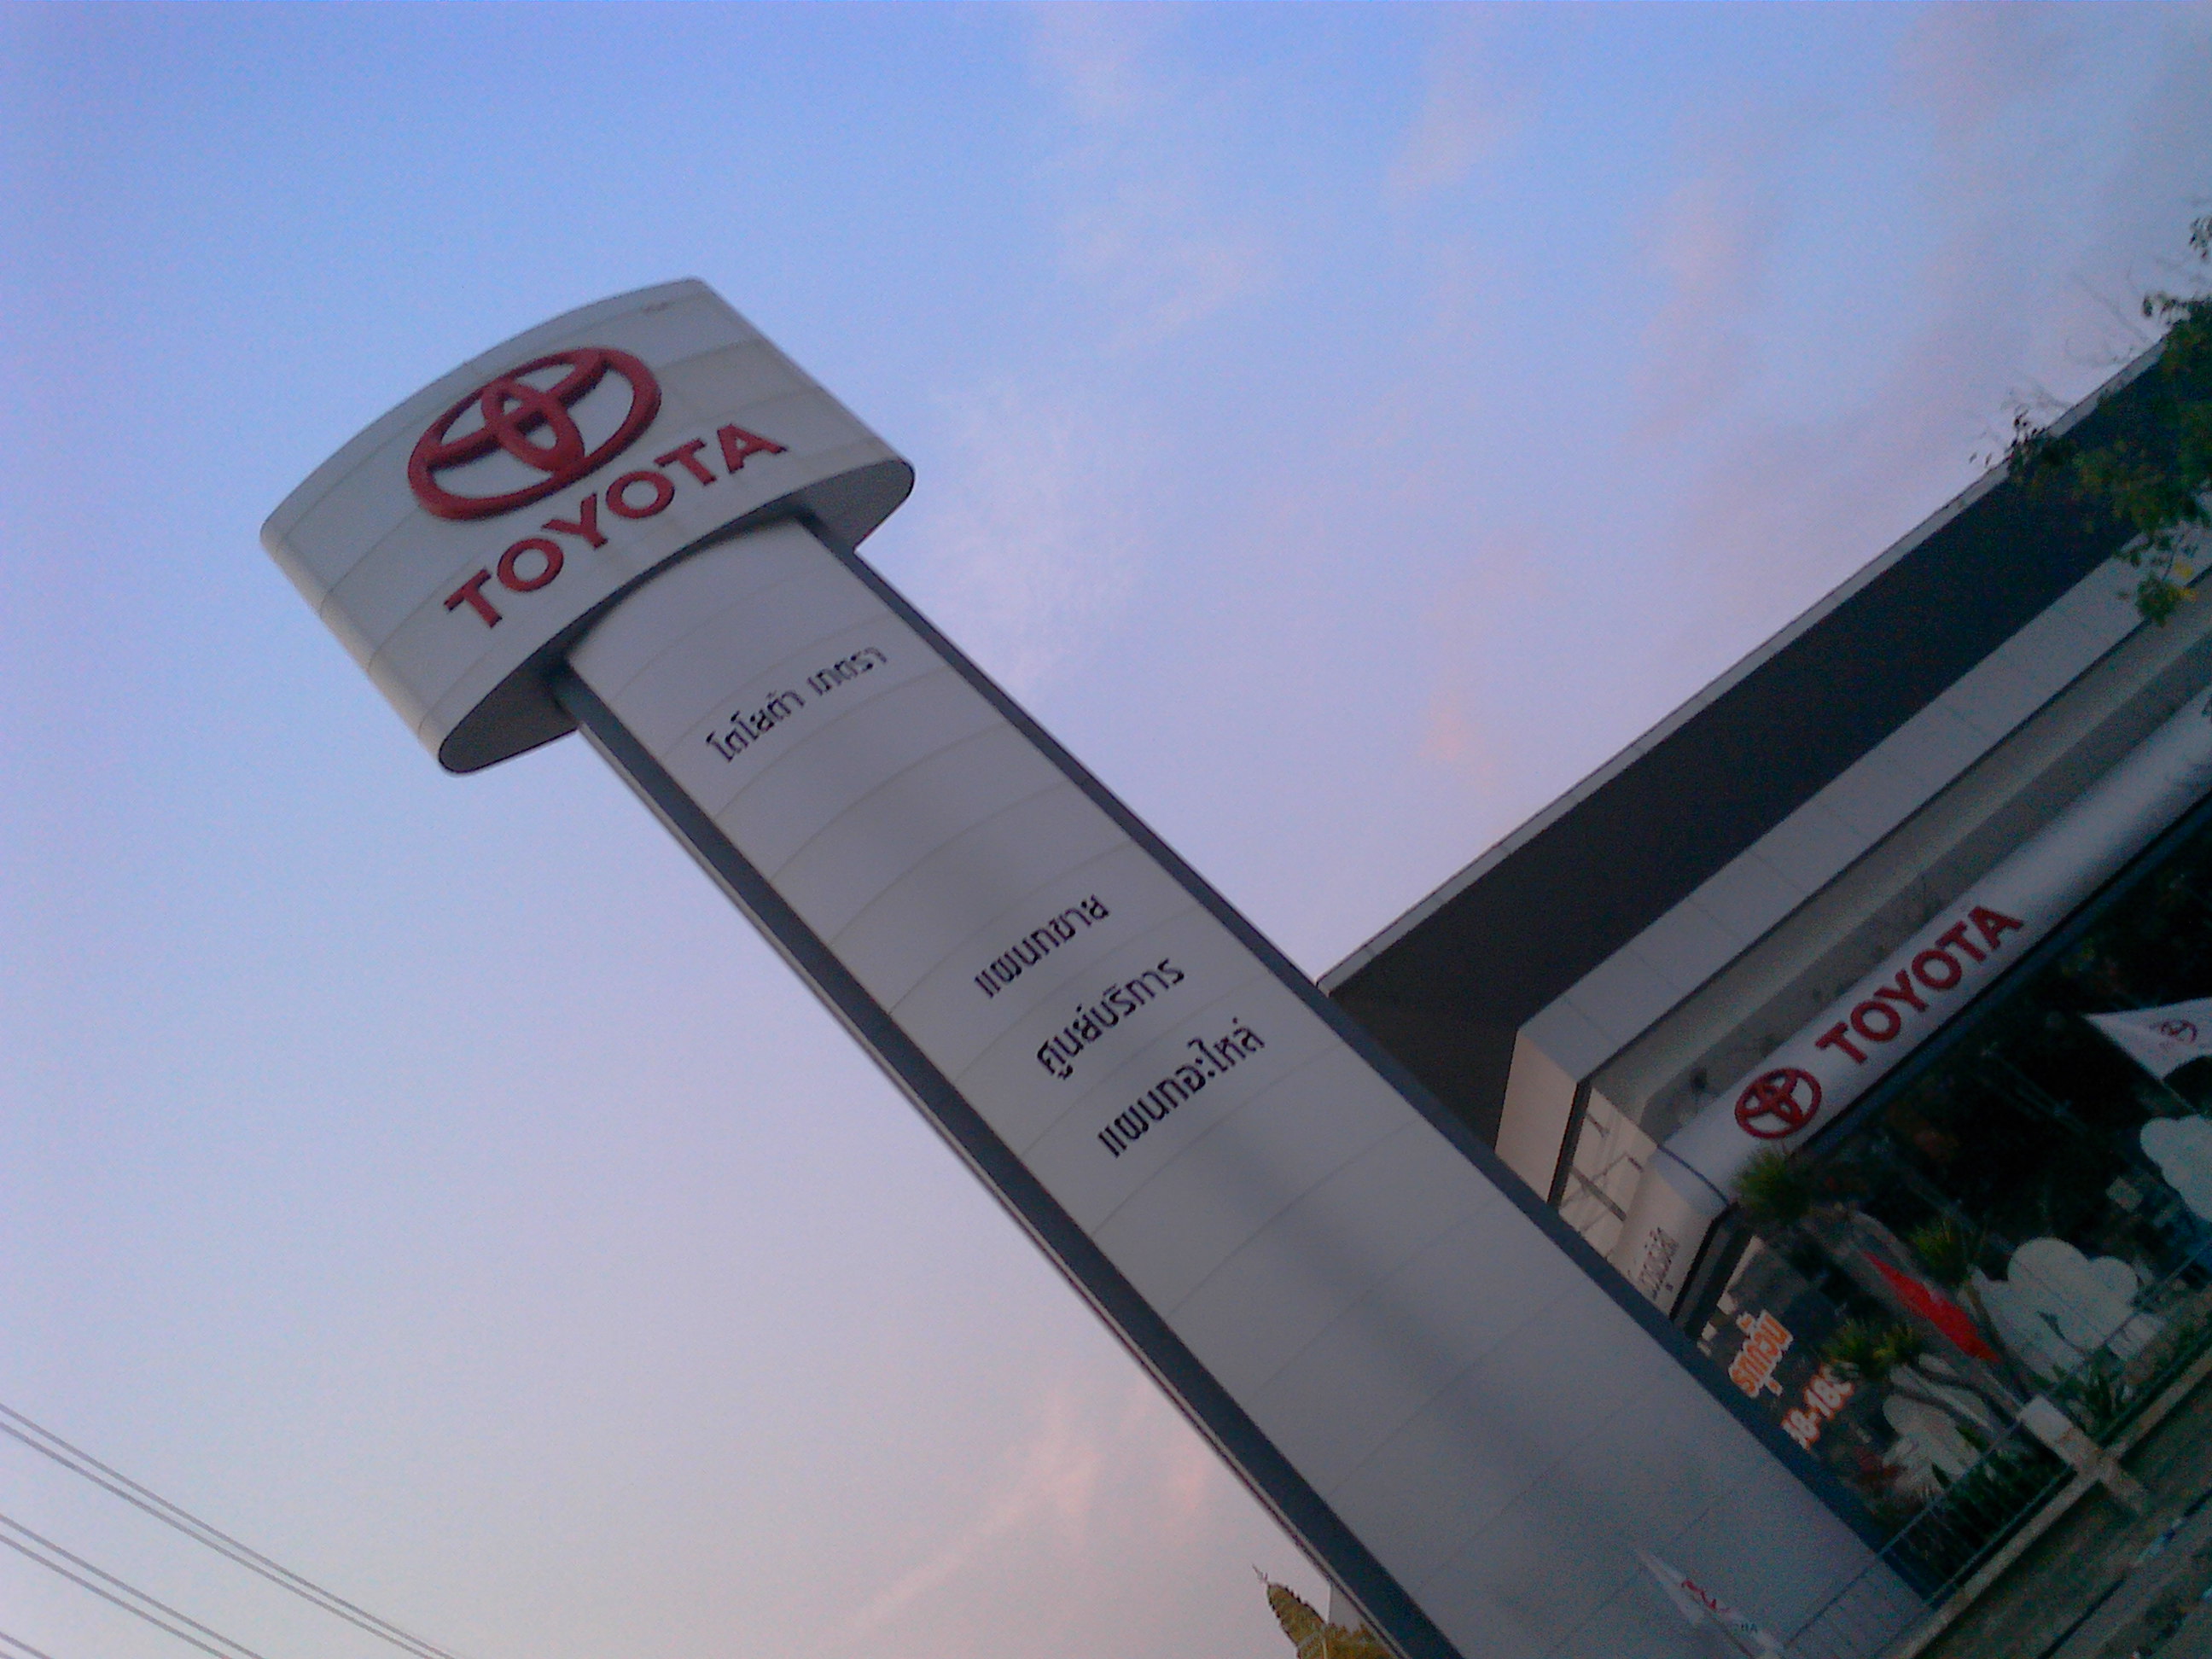 TOYOTA
โตโยต้า เภตรา
แผนกขาย
ศูนย์บริการ
แผนกอะไหล่
TOYOTA